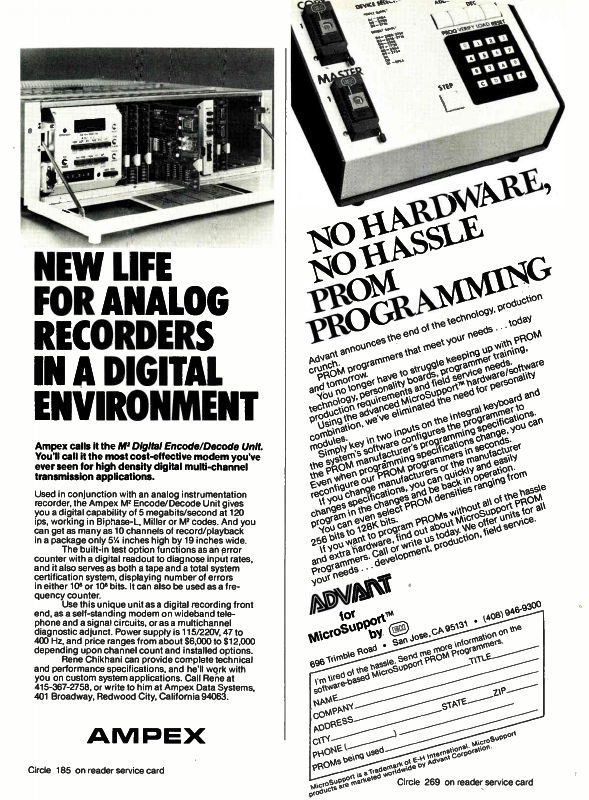 NEW LIFE
FOR ANALOG
RECORDERS
IN A DIGITAL
ENVIRONMENT
Ampex calls it the M³ Digital Encode/Decode Unit.
You'll call it the most cost-effective modem you've
ever seen for high density digital multi-channel
transmission applications.
Used in conjunction with an analog instrumentation
recorder, the Ampex M² Encode/Decode Unit gives
you a digital capability of 5 megabits/second at 120
ips, working in Biphase-L, Miller or M² codes. And you
can get as many as 10 channels of record/playback
in a package only 5¼ inches high by 19 inches wide.
The built-in test option functions as an error
counter with a digital readout to diagnose input rates,
and it also serves as both a tape and a total system
certification system, displaying number of errors
in either 10⁵ or 10⁶ bits. It can also be used as a fre-
quency counter.
Use this unique unit as a digital recording front
end, as a self-standing modem on wideband tele-
phone and a signal circuits, or as a multichannel
diagnostic adjunct. Power supply is 115/220V, 47 to
400 Hz, and price ranges from about $6,000 to $12,000
depending upon channel count and installed options.
Rene Chikhani can provide complete technical
and performance specifications, and he'll work with
you on custom system applications. Call Rene at
415-367-2758, or write to him at Ampex Data Systems,
401 Broadway, Redwood City, California 94063.
AMPEX
Circle 185 on reader service card
COPY
DEVICE SELECT
DEC
PROG VERIFY LOAD RESET
MASTER
STEP
NO HARDWARE,
NO HASSLE
PROM
PROGRAMMING
Advant announces the end of the technology, production
crunch.
PROM programmers that meet your needs . . . today
and tomorrow.
You no longer have to struggle keeping up with PROM
technology, personality boards, programmer training,
production requirements and field service needs.
Using the advanced MicroSupport™ hardware/software
combination, we've eliminated the need for personality
modules.
Simply key in two inputs on the integral keyboard and
the system's software configures the programmer to
the PROM manufacturer's programming specifications.
Even when programming specifications change, you can
reconfigure our PROM programmers in seconds.
If you change manufacturers or the manufacturer
changes specifications, you can quickly and easily
program in the changes and be back in operation.
You can even select PROM densities ranging from
256 bits to 128K bits.
If you want to program PROMs without all of the hassle
and extra hardware, find out about MicroSupport PROM
Programmers. Call or write us today. We offer units for all
your needs . . . development, production, field service.
ADVANT
for
MicroSupport™
by
696 Trimble Road • San Jose, CA 95131 • (408) 946-9300
I'm tired of the hassle. Send me more information on the
software-based MicroSupport PROM Programmers.
NAME TITLE
COMPANY
ADDRESS
CITY STATE ZIP
PHONE ( )
PROMs being used
MicroSupport is a Trademark of E-H International. MicroSupport
products are marketed worldwide by Advant Corporation.
Circle 269 on reader service card